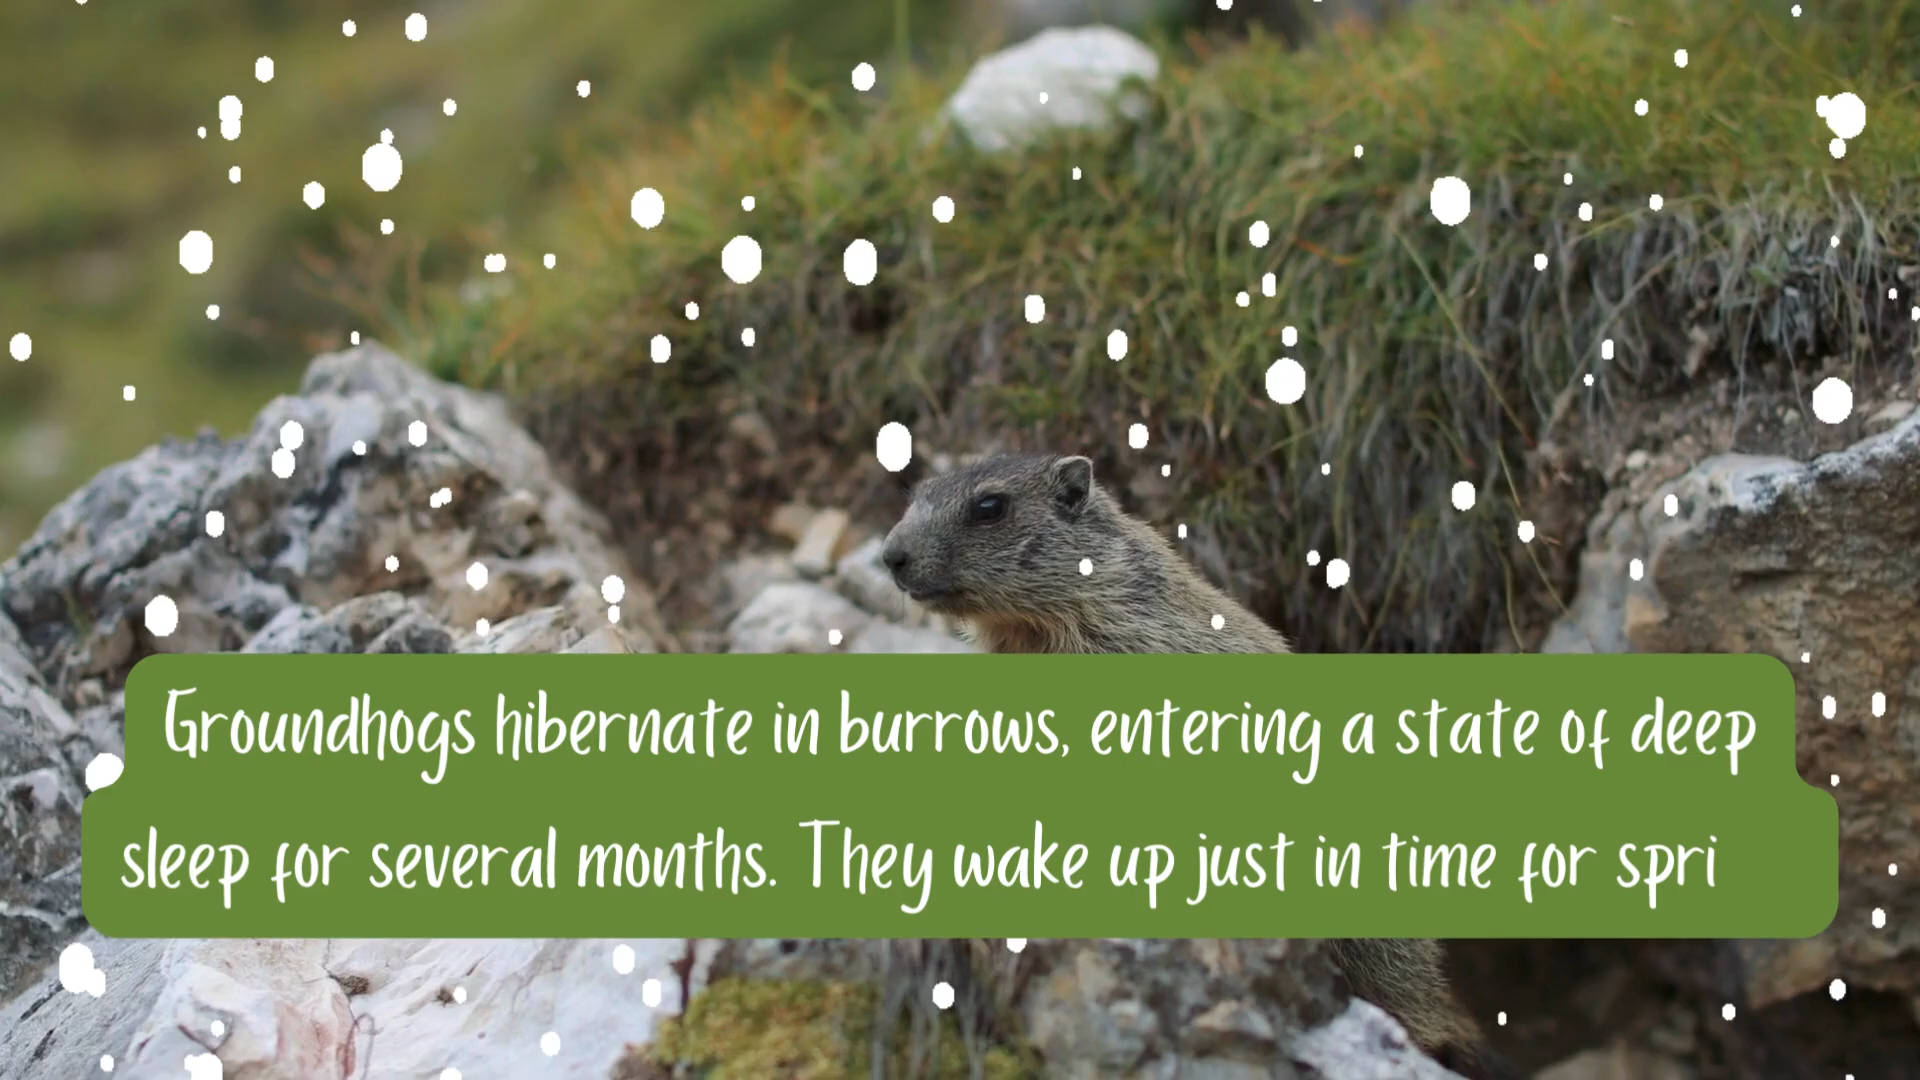 Groundhogs hibernate in burrows, entering a state of deep
sleep for several months. They wake up just in time for spri